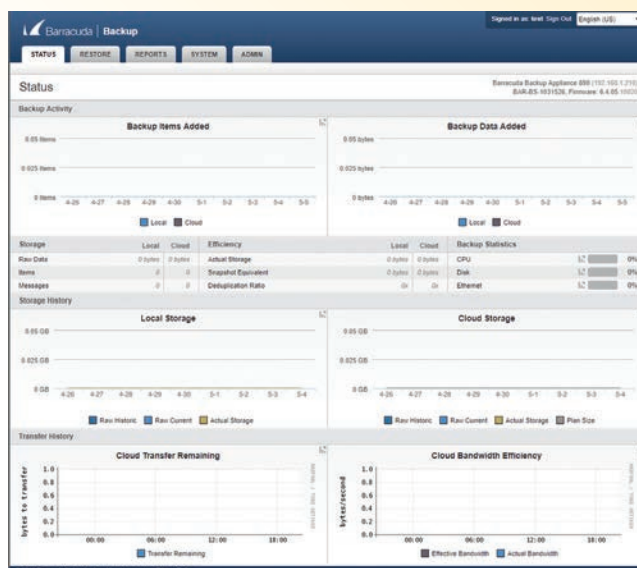 Signed in as: test Sign Out English (US)
Barracuda | Backup
STATUS RESTORE REPORTS SYSTEM ADMIN
Status
Barracuda Backup Appliance 890
Firmware: 6.4.05
Backup Activity
Backup Items Added Backup Data Added
0.05 items 0.05 bytes
0.025 items 0.025 bytes
0 items 0 bytes
4-26 4-27 4-28 4-29 4-30 5-1 5-2 5-3 5-4 5-5 4-26 4-27 4-28 4-29 4-30 5-1 5-2 5-3 5-4 5-5
Local Cloud Local Cloud
Storage Local Cloud Efficiency Local Cloud Backup Statistics
Raw Data 0 bytes 0 bytes Actual Storage 0 bytes 0 bytes CPU 0%
Items 0 0 Snapshot Equivalent 0 bytes 0 bytes Disk 0%
Messages 0 0 Deduplication Ratio 0x 0x Ethernet 0%
Storage History
Local Storage Cloud Storage
0.05 GB 0.05 GB
0.025 GB 0.025 GB
0 GB 0 GB
4-26 4-27 4-28 4-29 4-30 5-1 5-2 5-3 5-4 4-26 4-27 4-28 4-29 4-30 5-1 5-2 5-3 5-4
Raw Historic Raw Current Actual Storage Raw Historic Raw Current Actual Storage Plan Size
Transfer History
Cloud Transfer Remaining Cloud Bandwidth Efficiency
bytes to transfer bytes/second
1.0 1.0
0.8 0.8
0.6 0.6
0.4 0.4
0.2 0.2
0.0 0.0
00:00 06:00 12:00 18:00 00:00 06:00 12:00 18:00
Transfer Remaining Effective Bandwidth Actual Bandwidth